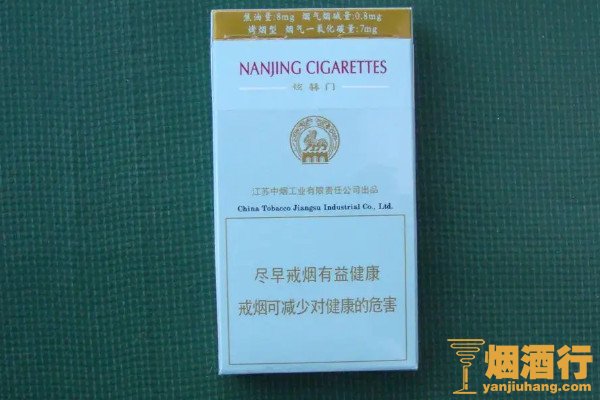 焦油量:8mg 烟气烟碱量:0.8mg
烤烟型 烟气一氧化碳量:7mg
NANJING CIGARETTES
炫赫门
江苏中烟工业有限责任公司出品
China Tobacco Jiangsu Industrial Co., Ltd.
尽早戒烟有益健康
戒烟可减少对健康的危害
烟酒行
yanjiuhang.com